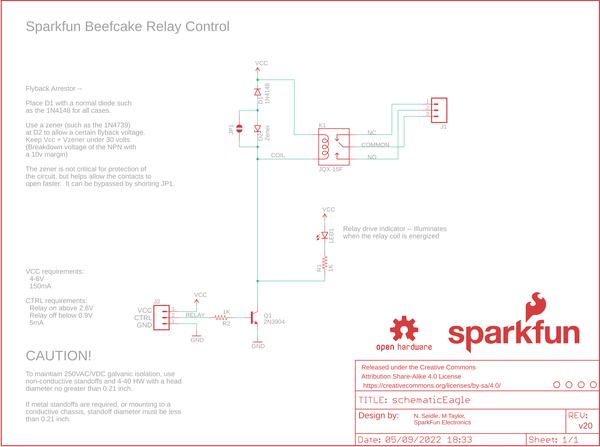 Sparkfun Beefcake Relay Control
Flyback Arrestor --
Place D1 with a normal diode such
as the 1N4148 for all cases.
Use a zener (such as the 1N4739)
at D2 to allow a certain flyback voltage.
Keep Vcc + Vzener under 30 volts
(Breakdown voltage of the NPN with
a 10v margin)
The zener is not critical for protection of
the circuit, but helps allow the contacts to
open faster. It can be bypassed by shorting JP1.
VCC
D1
1N4148
JP1
D2
Zener
COIL
K1
JQX-15F
NC
COMMON
NO
1
2
3
J1
VCC
LED1
R1
1K
Relay drive indicator -- Illuminates
when the relay coil is energized
VCC requirements:
4-6V
150mA
CTRL requirements:
Relay on above 2.6V
Relay off below 0.9V
5mA
J2
VCC
CTRL
GND
3
2
1
VCC
RELAY
GND
1K
R2
Q1
2N3904
GND
CAUTION!
To maintain 250VAC/VDC galvanic isolation, use
non-conductive standoffs and 4-40 HW with a head
diameter no greater than 0.21 inch.
If metal standoffs are required, or mounting to a
conductive chassis, standoff diameter must be less
than 0.21 inch.
open hardware
sparkfun
Released under the Creative Commons
Attribution Share-Alike 4.0 License
https://creativecommons.org/licenses/by-sa/4.0/
TITLE: schematicEagle
Design by: N. Seidle, M Taylor,
SparkFun Electronics
REV:
v20
Date: 05/09/2022 18:33
Sheet: 1/1